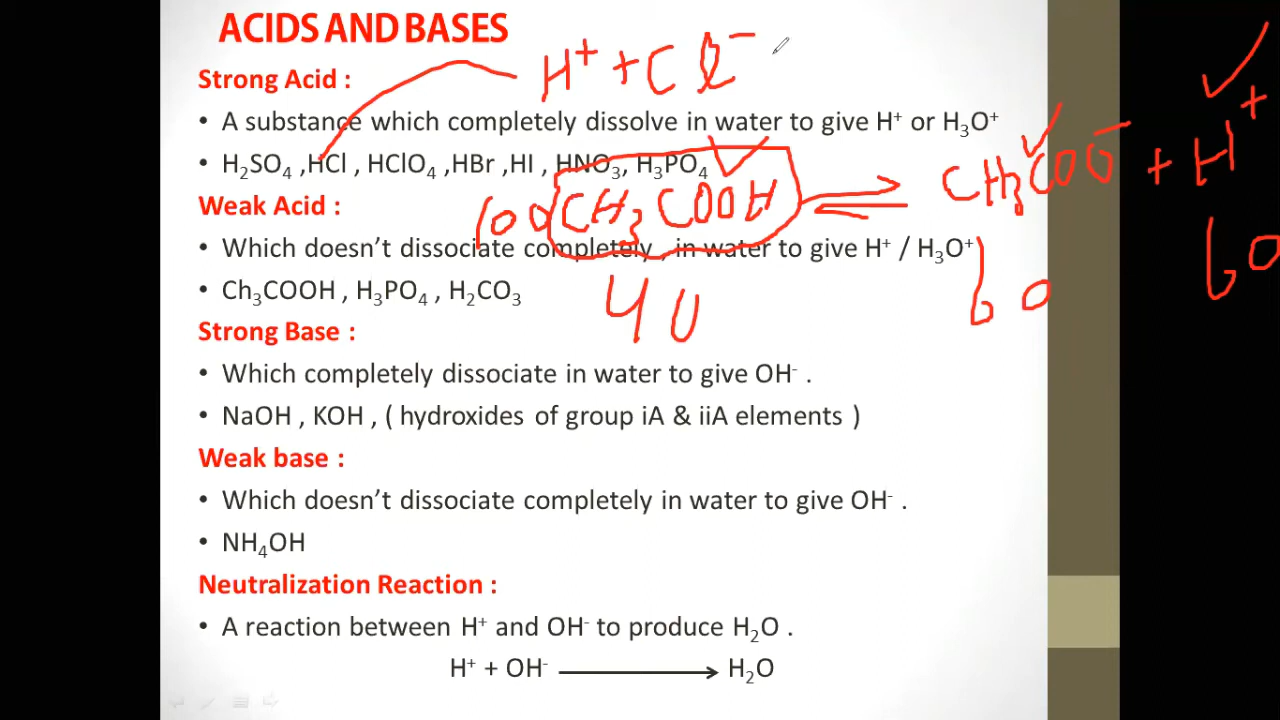 ACIDS AND BASES
H⁺ + Cl⁻
Strong Acid :
• A substance which completely dissolve in water to give H⁺ or H₃O⁺
• H₂SO₄ ,HCl , HClO₄ ,HBr ,HI , HNO₃, H₃PO₄
100 CH₃COOH ⇌ CH₃COO⁻ + H⁺
Weak Acid :
• Which doesn't dissociate completely , in water to give H⁺ / H₃O⁺
40 60 60
• Ch₃COOH , H₃PO₄ , H₂CO₃
Strong Base :
• Which completely dissociate in water to give OH⁻ .
• NaOH , KOH , ( hydroxides of group iA & iiA elements )
Weak base :
• Which doesn't dissociate completely in water to give OH⁻ .
• NH₄OH
Neutralization Reaction :
• A reaction between H⁺ and OH⁻ to produce H₂O .
H⁺ + OH⁻ ⟶ H₂O